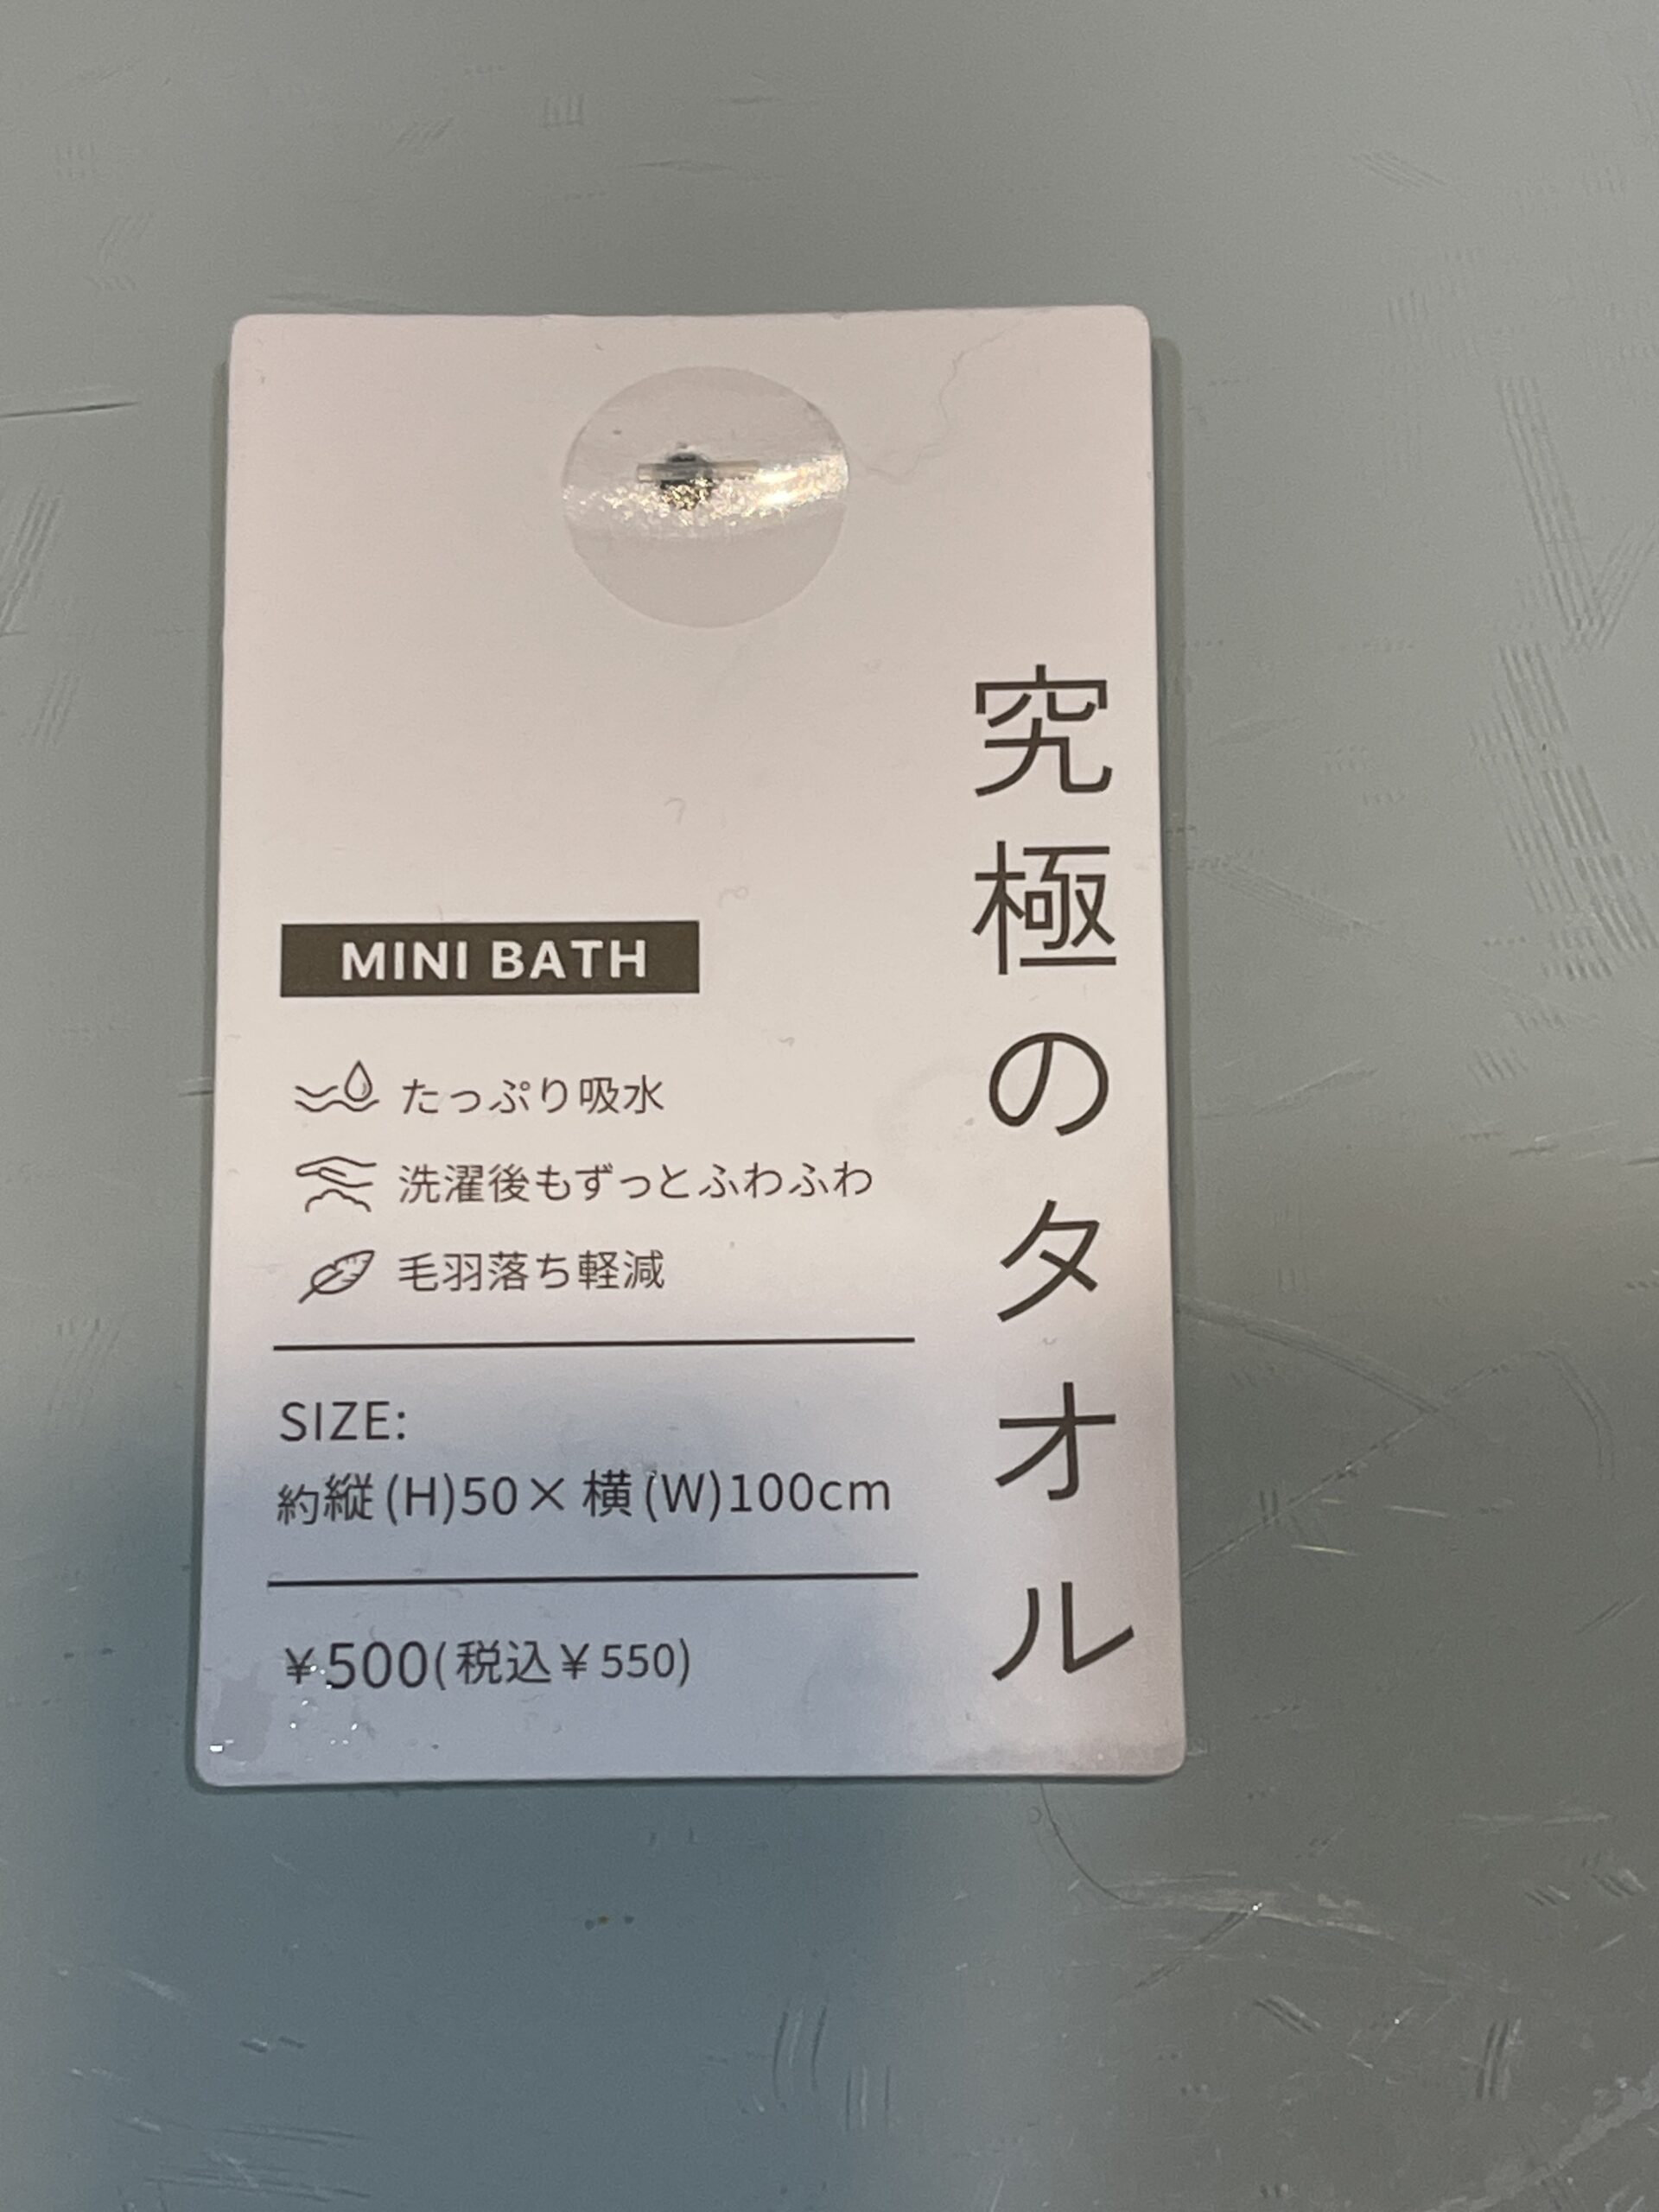 究極のタオル
MINI BATH
たっぷり吸水
洗濯後もずっとふわふわ
毛羽落ち軽減
SIZE:
約縦(H)50×横(W)100cm
¥500(税込¥550)